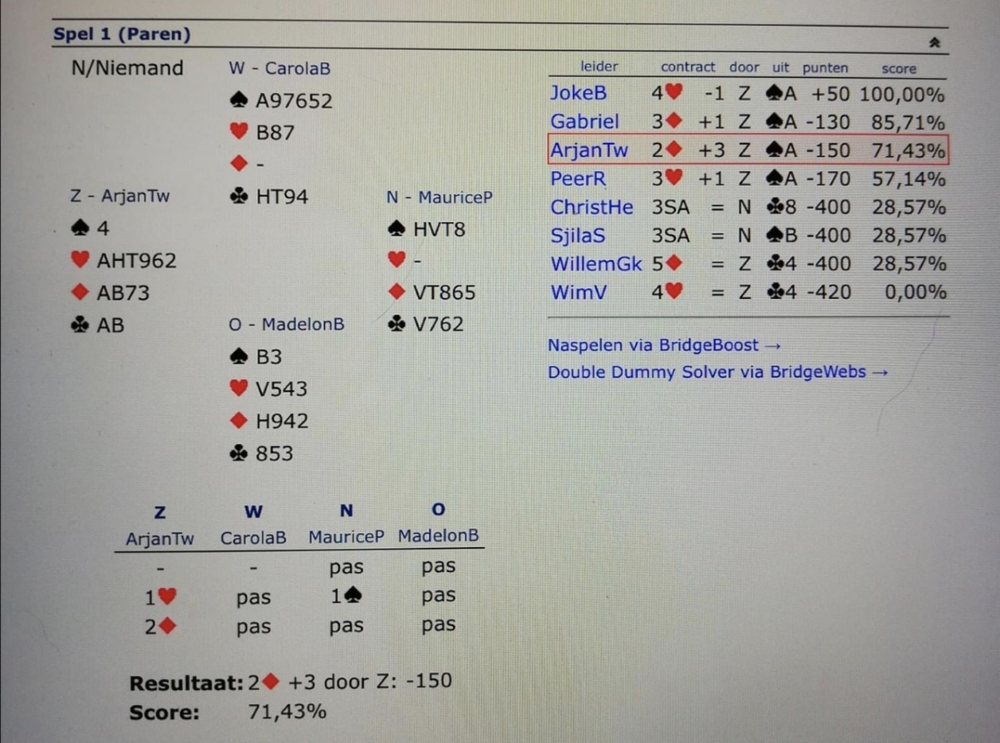 Spel 1 (Paren)
N/Niemand
W - CarolaB
♠ A97652
♥ B87
♦ -
♣ HT94
Z - ArjanTw
♠ 4
♥ AHT962
♦ AB73
♣ AB
N - MauriceP
♠ HVT8
♥ -
♦ VT865
♣ V762
O - MadelonB
♠ B3
♥ V543
♦ H942
♣ 853
leider contract door uit punten score
JokeB 4♥ -1 Z ♠A +50 100,00%
Gabriel 3♦ +1 Z ♠A -130 85,71%
ArjanTw 2♦ +3 Z ♠A -150 71,43%
PeerR 3♥ +1 Z ♠A -170 57,14%
ChristHe 3SA = N ♣8 -400 28,57%
SjilaS 3SA = N ♠B -400 28,57%
WillemGk 5♦ = Z ♣4 -400 28,57%
WimV 4♥ = Z ♣4 -420 0,00%
Naspelen via BridgeBoost →
Double Dummy Solver via BridgeWebs →
Z W N O
ArjanTw CarolaB MauriceP MadelonB
- - pas pas
1♥ pas 1♠ pas
2♦ pas pas pas
Resultaat: 2♦ +3 door Z: -150
Score: 71,43%